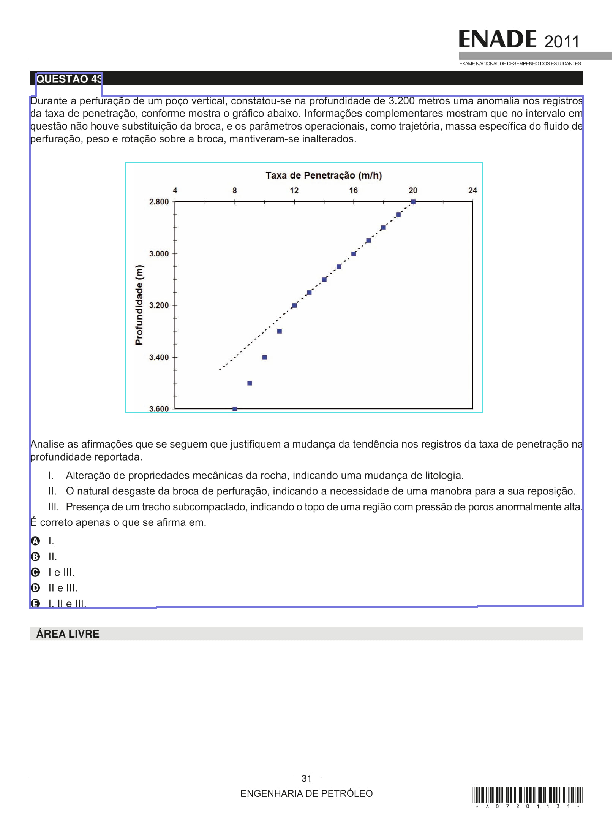 ENADE 2011
EXAME NACIONAL DE DESEMPENHO DOS ESTUDANTES
QUESTÃO 43
Durante a perfuração de um poço vertical, constatou-se na profundidade de 3.200 metros uma anomalia nos registros
da taxa de penetração, conforme mostra o gráfico abaixo. Informações complementares mostram que no intervalo em
questão não houve substituição da broca, e os parâmetros operacionais, como trajetória, massa específica do fluido de
perfuração, peso e rotação sobre a broca, mantiveram-se inalterados.
Taxa de Penetração (m/h)
4 8 12 16 20 24
2.800
3.000
3.200
3.400
3.600
Profundidade (m)
Analise as afirmações que se seguem que justifiquem a mudança da tendência nos registros da taxa de penetração na
profundidade reportada.
I. Alteração de propriedades mecânicas da rocha, indicando uma mudança de litologia.
II. O natural desgaste da broca de perfuração, indicando a necessidade de uma manobra para a sua reposição.
III. Presença de um trecho subcompactado, indicando o topo de uma região com pressão de poros anormalmente alta.
É correto apenas o que se afirma em.
A I.
B II.
C I e III.
D II e III.
E I, II e III.
ÁREA LIVRE
31
ENGENHARIA DE PETRÓLEO